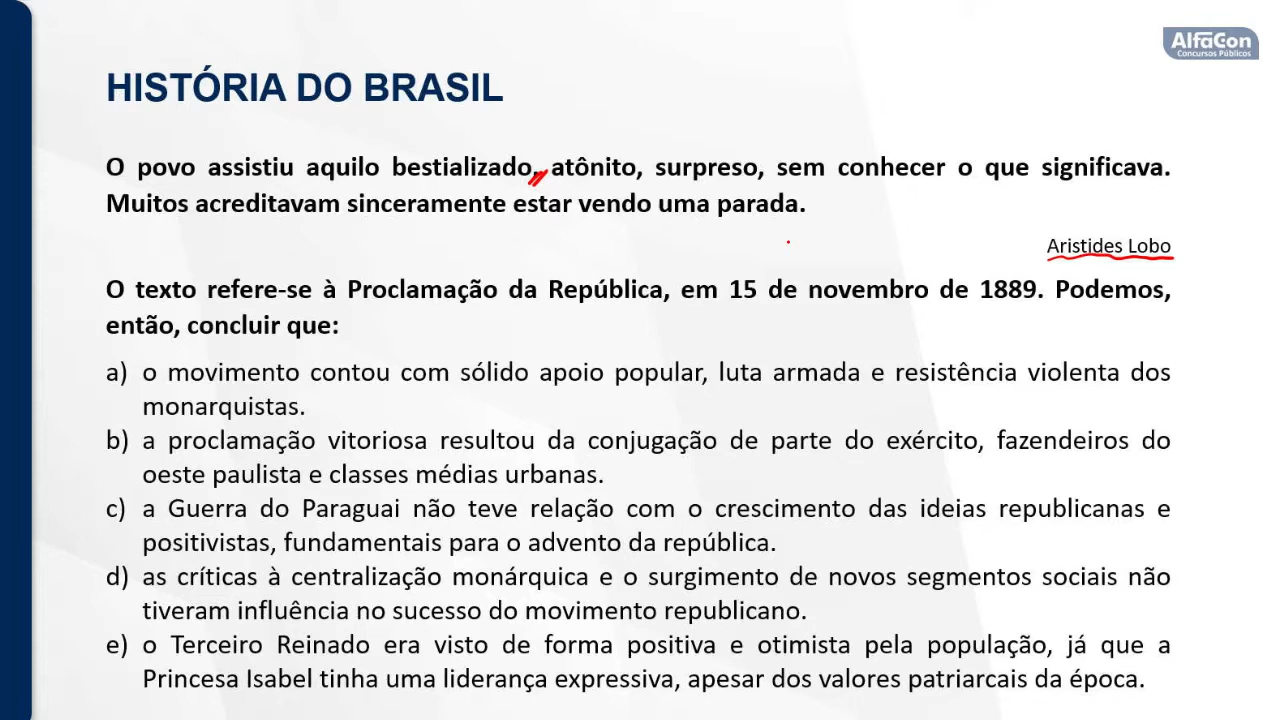 AlfaCon
Concursos Públicos
HISTÓRIA DO BRASIL
O povo assistiu aquilo bestializado, atônito, surpreso, sem conhecer o que significava.
Muitos acreditavam sinceramente estar vendo uma parada.
Aristides Lobo
O texto refere-se à Proclamação da República, em 15 de novembro de 1889. Podemos,
então, concluir que:
a) o movimento contou com sólido apoio popular, luta armada e resistência violenta dos
monarquistas.
b) a proclamação vitoriosa resultou da conjugação de parte do exército, fazendeiros do
oeste paulista e classes médias urbanas.
c) a Guerra do Paraguai não teve relação com o crescimento das ideias republicanas e
positivistas, fundamentais para o advento da república.
d) as críticas à centralização monárquica e o surgimento de novos segmentos sociais não
tiveram influência no sucesso do movimento republicano.
e) o Terceiro Reinado era visto de forma positiva e otimista pela população, já que a
Princesa Isabel tinha uma liderança expressiva, apesar dos valores patriarcais da época.